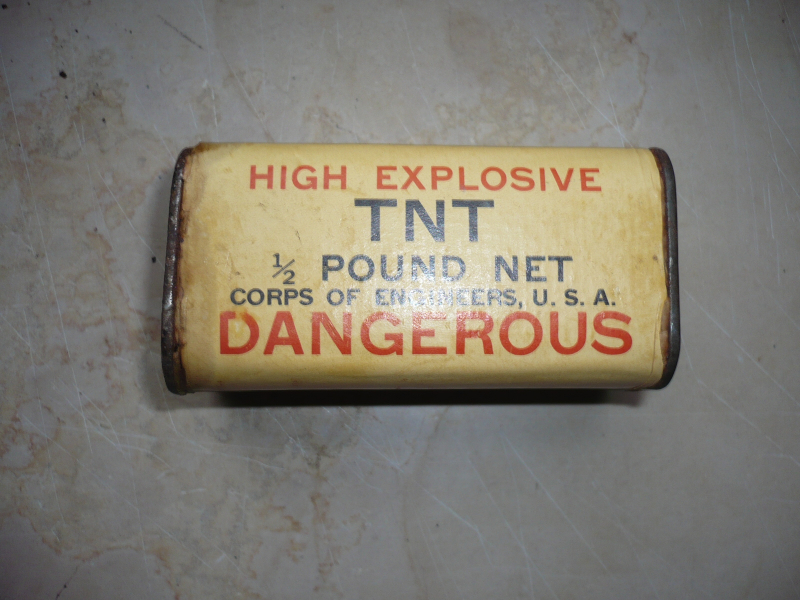 HIGH EXPLOSIVE
TNT
½ POUND NET
CORPS OF ENGINEERS, U. S. A.
DANGEROUS